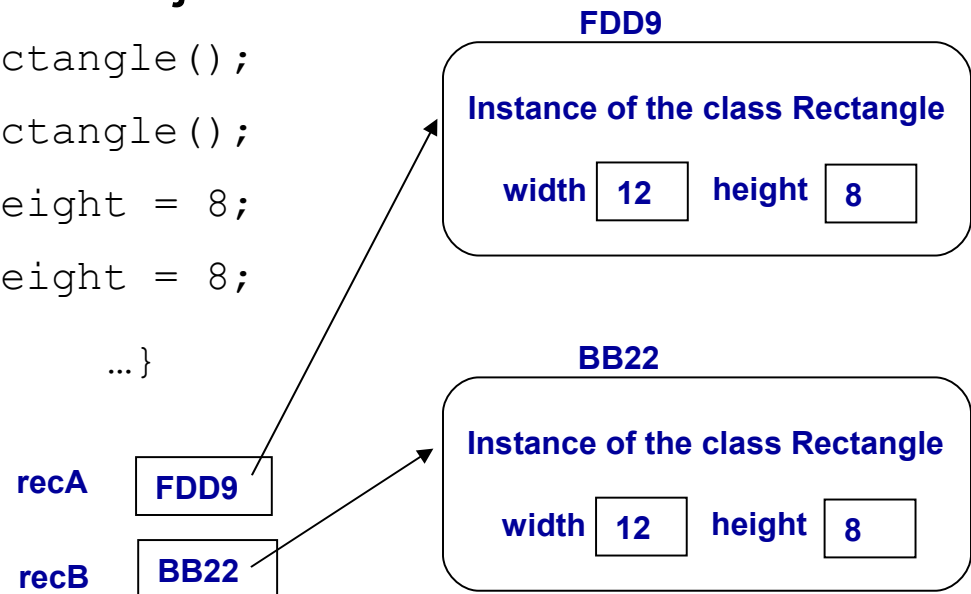 ctangle();
ctangle();
eight = 8;
eight = 8;
…}
FDD9
Instance of the class Rectangle
width 12 height 8
BB22
Instance of the class Rectangle
width 12 height 8
recA FDD9
recB BB22